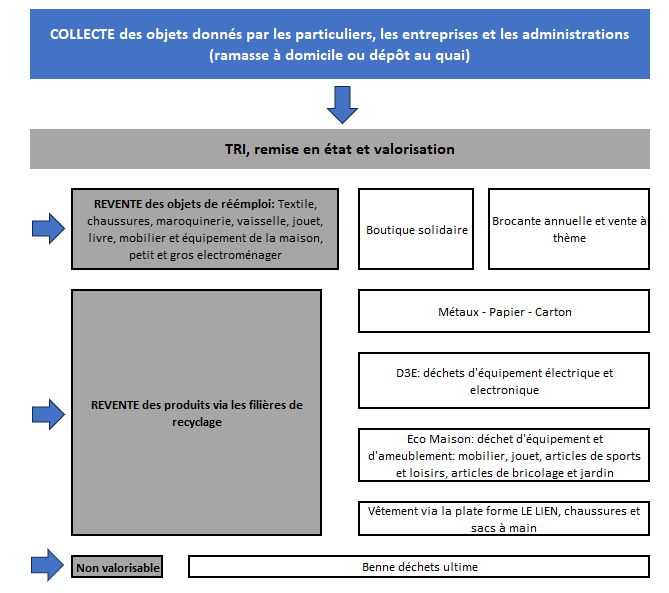 COLLECTE des objets donnés par les particuliers, les entreprises et les administrations
(ramasse à domicile ou dépôt au quai)
TRI, remise en état et valorisation
REVENTE des objets de réémploi: Textile,
chaussures, maroquinerie, vaisselle, jouet,
livre, mobilier et équipement de la maison,
petit et gros electroménager
Boutique solidaire
Brocante annuelle et vente à
thème
REVENTE des produits via les filières de
recyclage
Métaux - Papier - Carton
D3E: déchets d'équipement électrique et
electronique
Eco Maison: déchet d'équipement et
d'ameublement: mobilier, jouet, articles de sports
et loisirs, articles de bricolage et jardin
Vêtement via la plate forme LE LIEN, chaussures et
sacs à main
Non valorisable
Benne déchets ultime